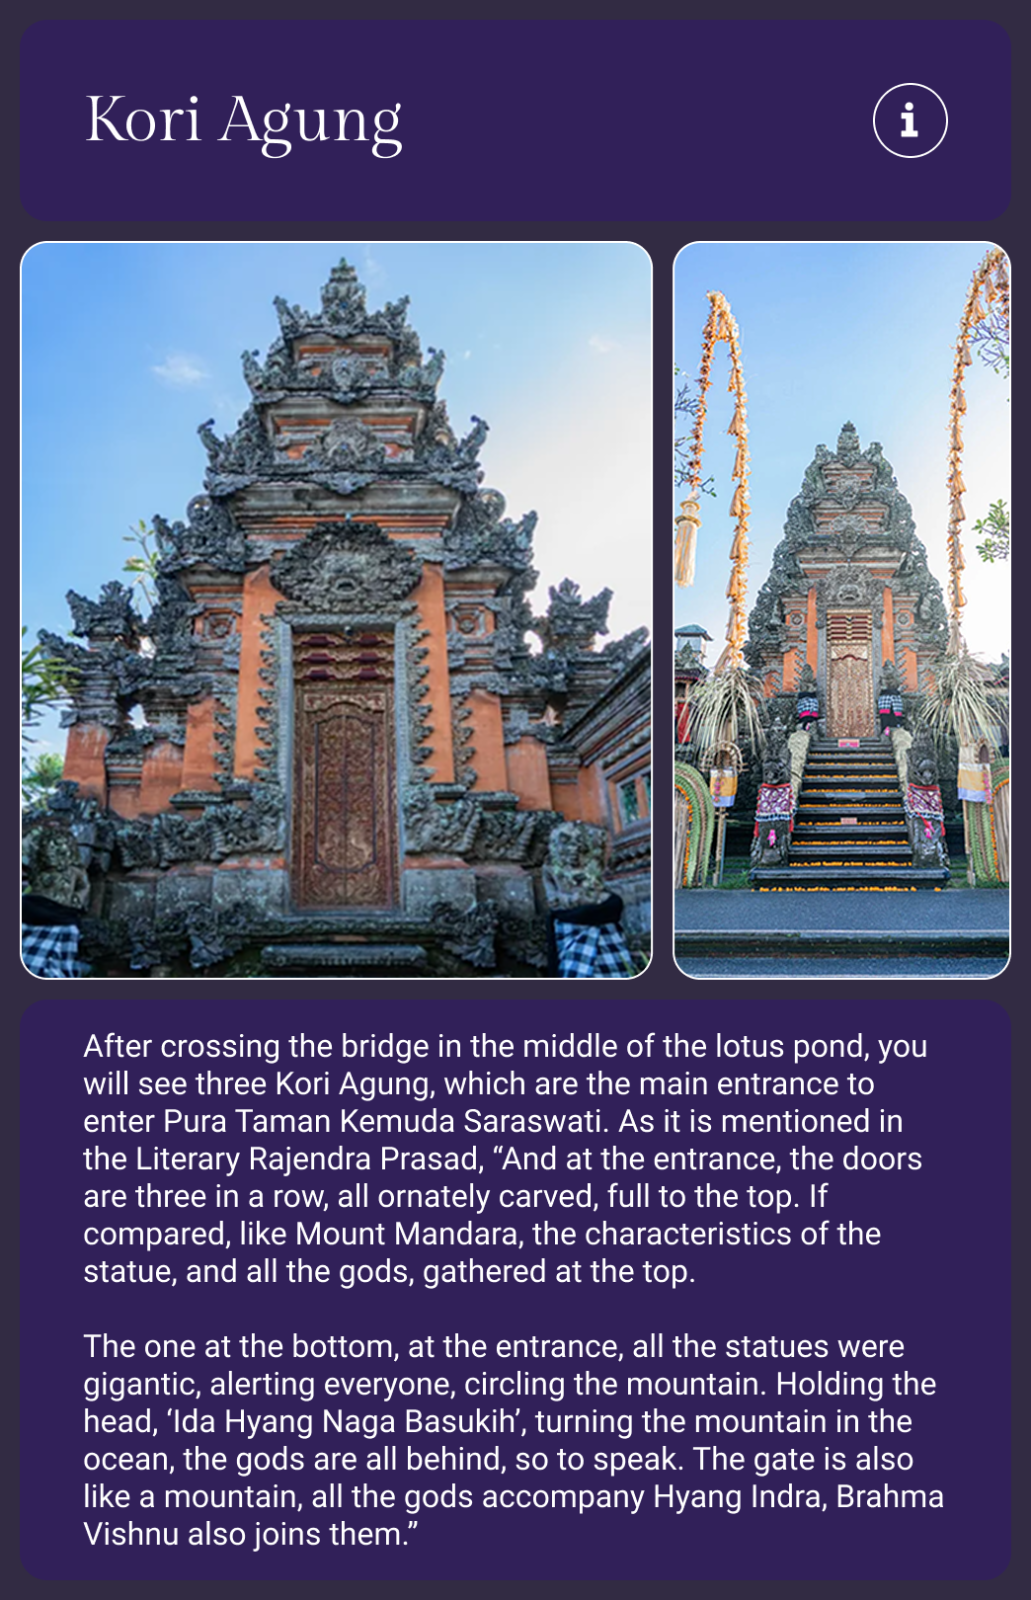 Kori Agung
After crossing the bridge in the middle of the lotus pond, you
will see three Kori Agung, which are the main entrance to
enter Pura Taman Kemuda Saraswati. As it is mentioned in
the Literary Rajendra Prasad, “And at the entrance, the doors
are three in a row, all ornately carved, full to the top. If
compared, like Mount Mandara, the characteristics of the
statue, and all the gods, gathered at the top.
The one at the bottom, at the entrance, all the statues were
gigantic, alerting everyone, circling the mountain. Holding the
head, ‘Ida Hyang Naga Basukih’, turning the mountain in the
ocean, the gods are all behind, so to speak. The gate is also
like a mountain, all the gods accompany Hyang Indra, Brahma
Vishnu also joins them.”